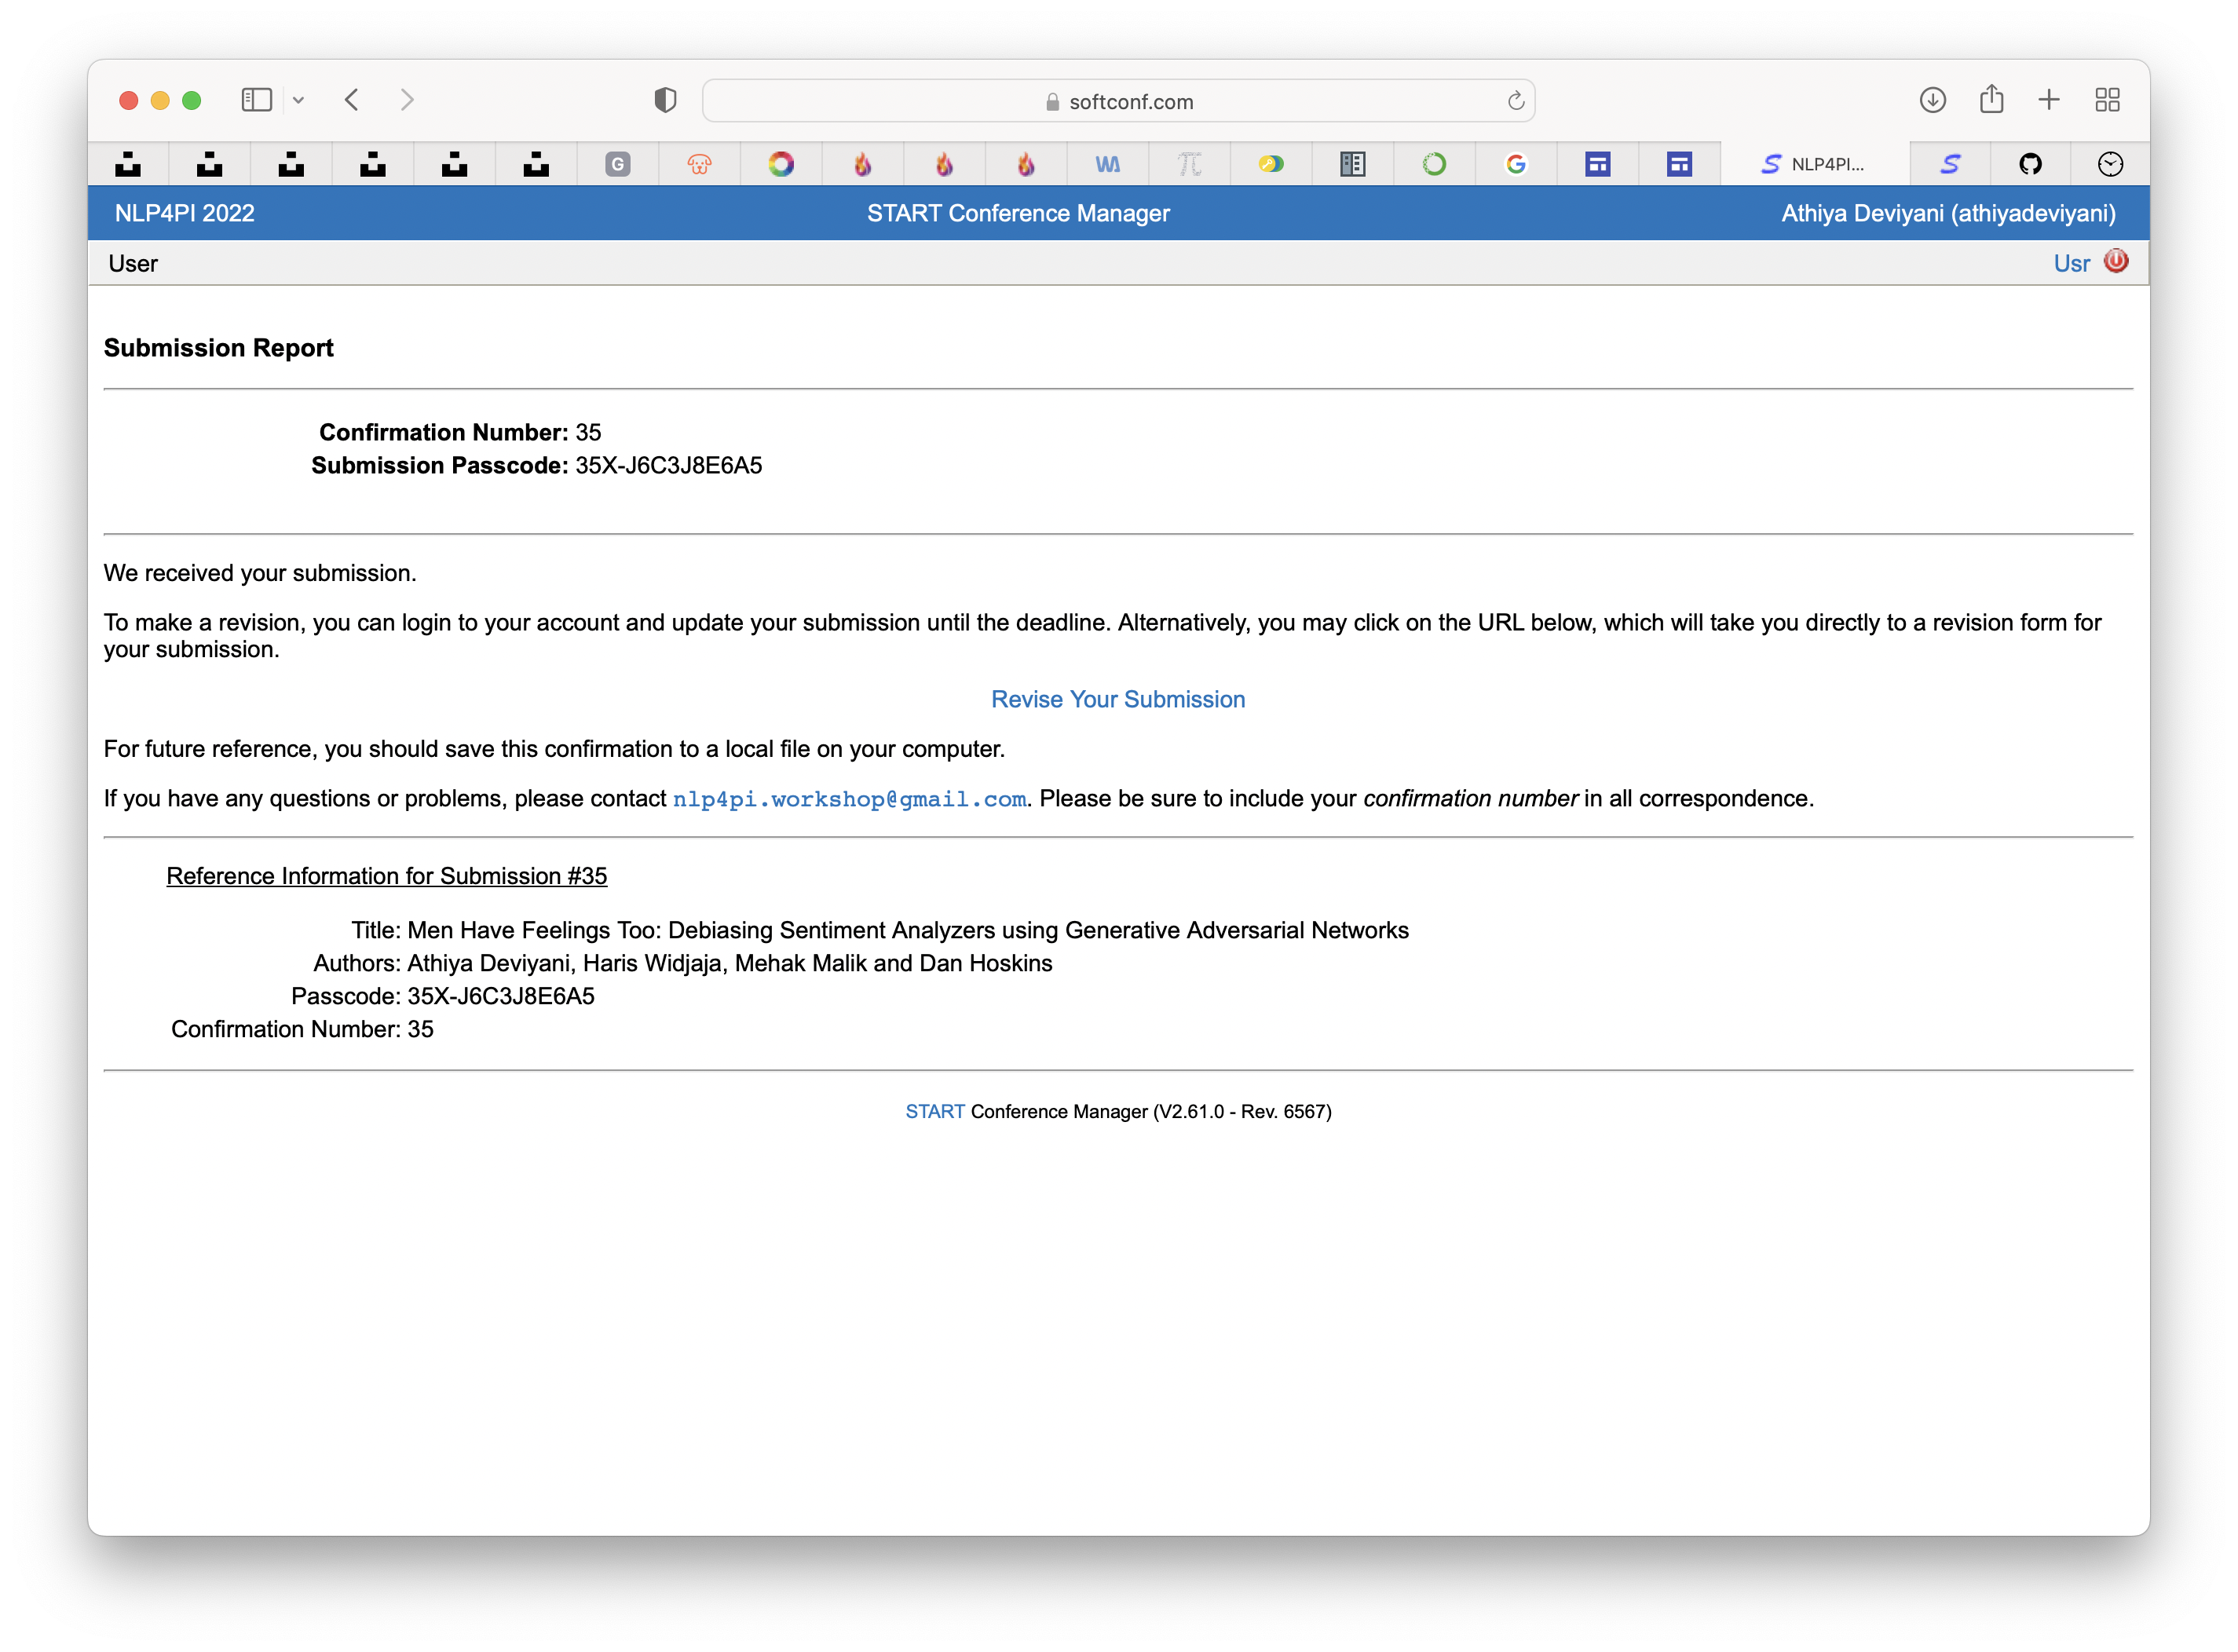 softconf.com
NLP4PI...
NLP4PI 2022
START Conference Manager
Athiya Deviyani (athiyadeviyani)
User
Usr
Submission Report
Confirmation Number: 35
Submission Passcode: 35X-J6C3J8E6A5
We received your submission.
To make a revision, you can login to your account and update your submission until the deadline. Alternatively, you may click on the URL below, which will take you directly to a revision form for
your submission.
Revise Your Submission
For future reference, you should save this confirmation to a local file on your computer.
If you have any questions or problems, please contact nlp4pi.workshop@gmail.com. Please be sure to include your confirmation number in all correspondence.
Reference Information for Submission #35
Title: Men Have Feelings Too: Debiasing Sentiment Analyzers using Generative Adversarial Networks
Authors: Athiya Deviyani, Haris Widjaja, Mehak Malik and Dan Hoskins
Passcode: 35X-J6C3J8E6A5
Confirmation Number: 35
START Conference Manager (V2.61.0 - Rev. 6567)